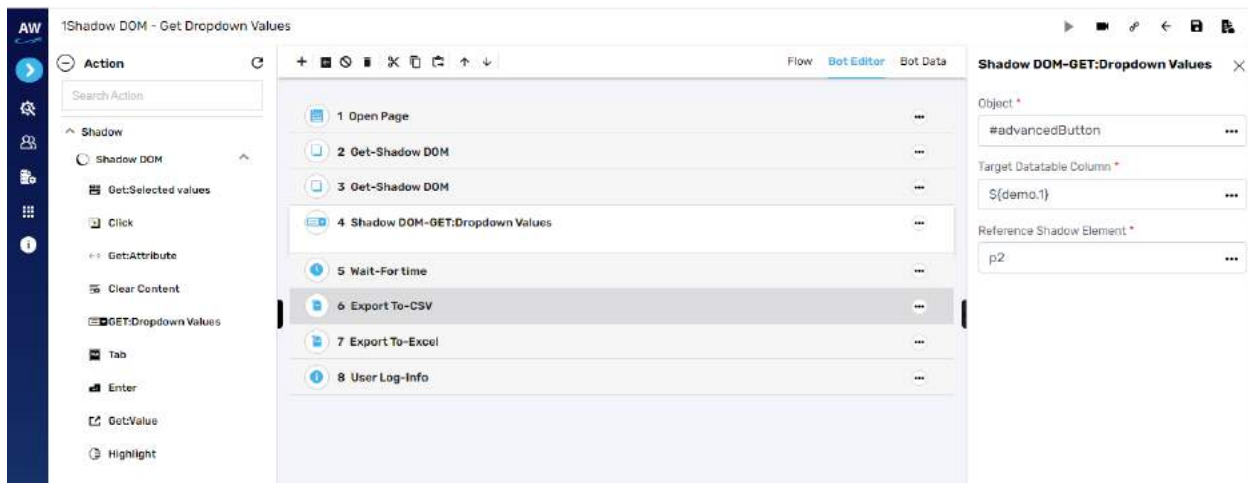 AW
1Shadow DOM - Get Dropdown Values
Action
Search Action
Shadow
Shadow DOM
Get:Selected values
Click
Get:Attribute
Clear Content
GET:Dropdown Values
Tab
Enter
Get:Value
Highlight
Flow Bot Editor Bot Data
1 Open Page
2 Get-Shadow DOM
3 Get-Shadow DOM
4 Shadow DOM-GET:Dropdown Values
5 Wait-For time
6 Export To-CSV
7 Export To-Excel
8 User Log-Info
Shadow DOM-GET:Dropdown Values
Object *
#advancedButton
Target Datatable Column *
${demo.1}
Reference Shadow Element *
p2